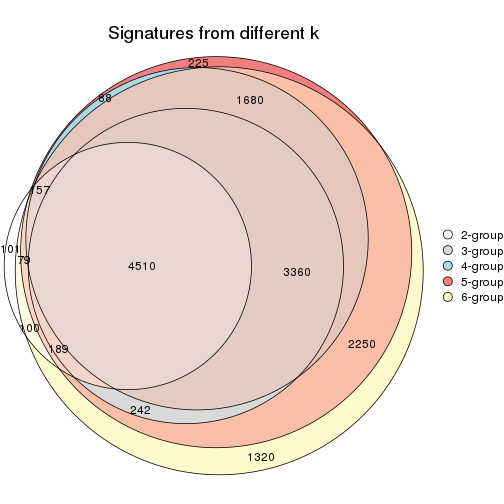 Signatures from different k
225
88
1680
157
101
79
4510
3360
100
189
2250
242
1320
2-group
3-group
4-group
5-group
6-group